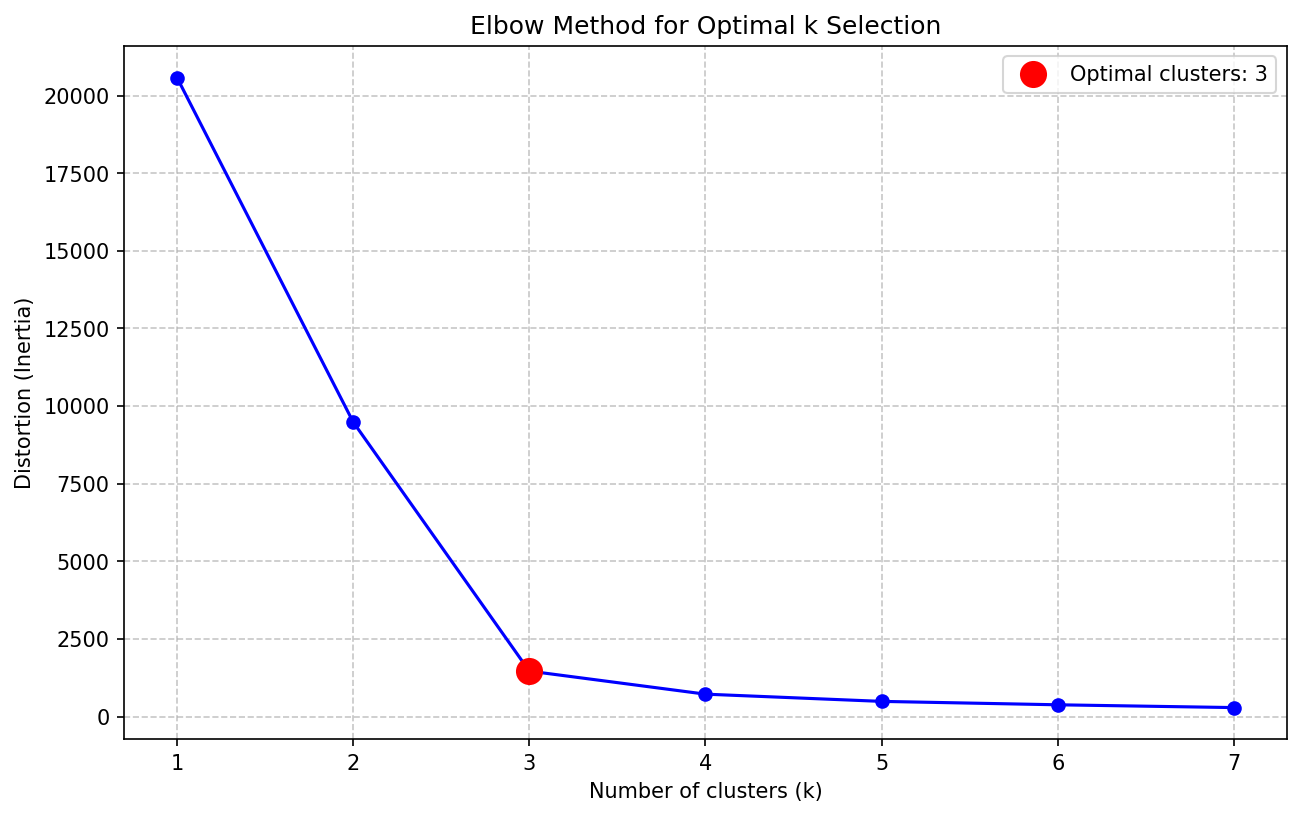 Elbow Method for Optimal k Selection
Optimal clusters: 3
Distortion (Inertia)
20000
17500
15000
12500
10000
7500
5000
2500
0
1 2 3 4 5 6 7
Number of clusters (k)